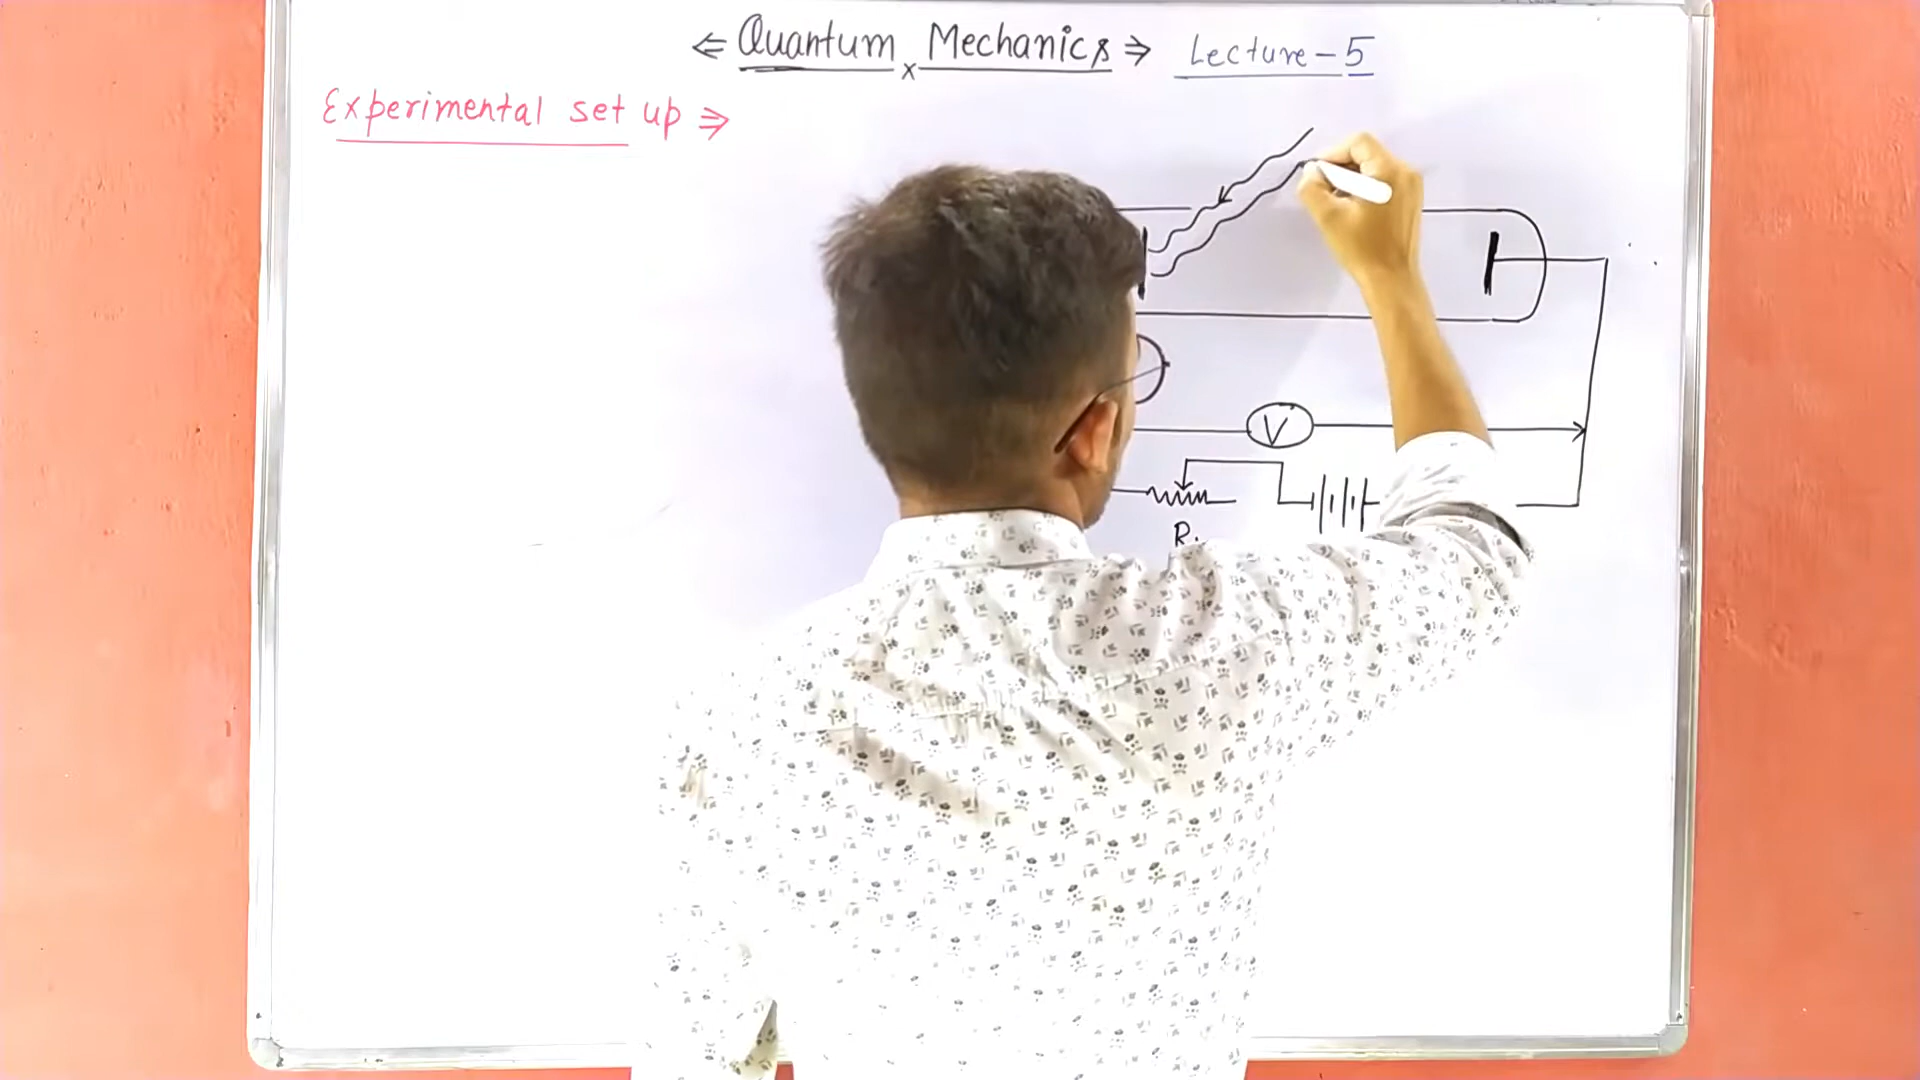 ⇐ Quantum x Mechanics ⇒ Lecture-5
Experimental set up ⇒
V
R.